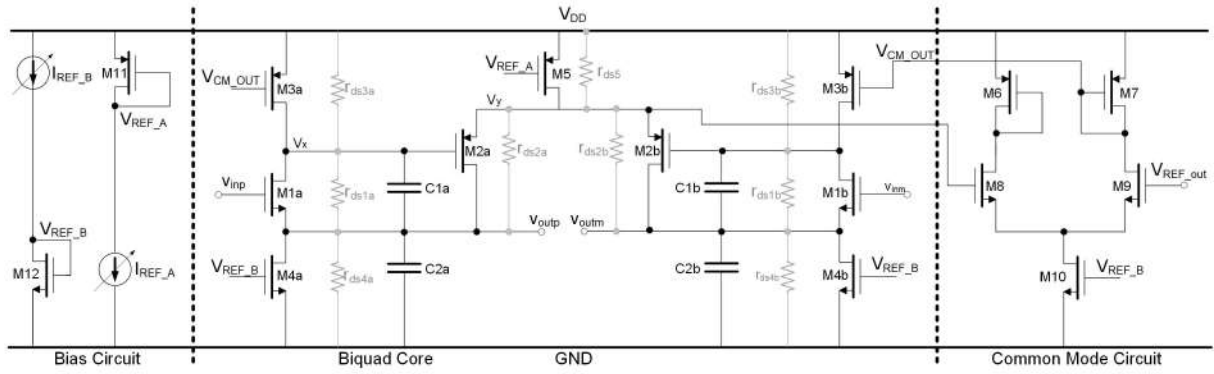 VDD
IREF_B
M11
VREF_A
VREF_B
M12
IREF_A
Bias Circuit
VCM_OUT
M3a
rds3a
VREF_A
M5
rds5
rds3b
M3b
VCM_OUT
Vy
Vx
M2a
rds2a
rds2b
M2b
vinp
M1a
rds1a
C1a
C1b
rds1b
M1b
vinm
voutp
voutm
VREF_B
M4a
rds4a
C2a
C2b
rds4b
M4b
VREF_B
Biquad Core
GND
M6
M7
M8
M9
VREF_out
M10
VREF_B
Common Mode Circuit